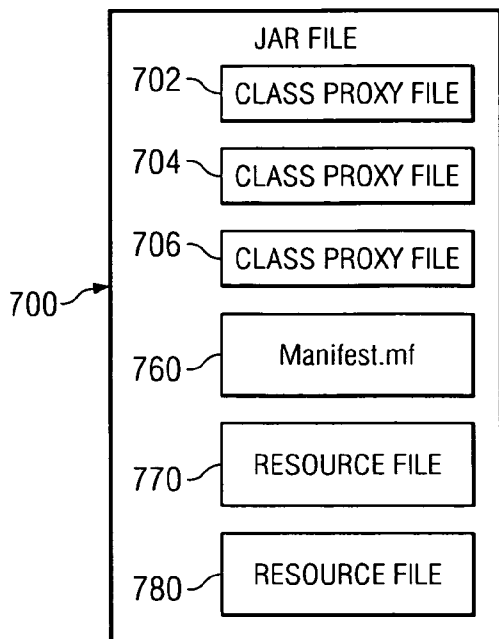 JAR FILE
702 CLASS PROXY FILE
704 CLASS PROXY FILE
706 CLASS PROXY FILE
700
760 Manifest.mf
770 RESOURCE FILE
780 RESOURCE FILE